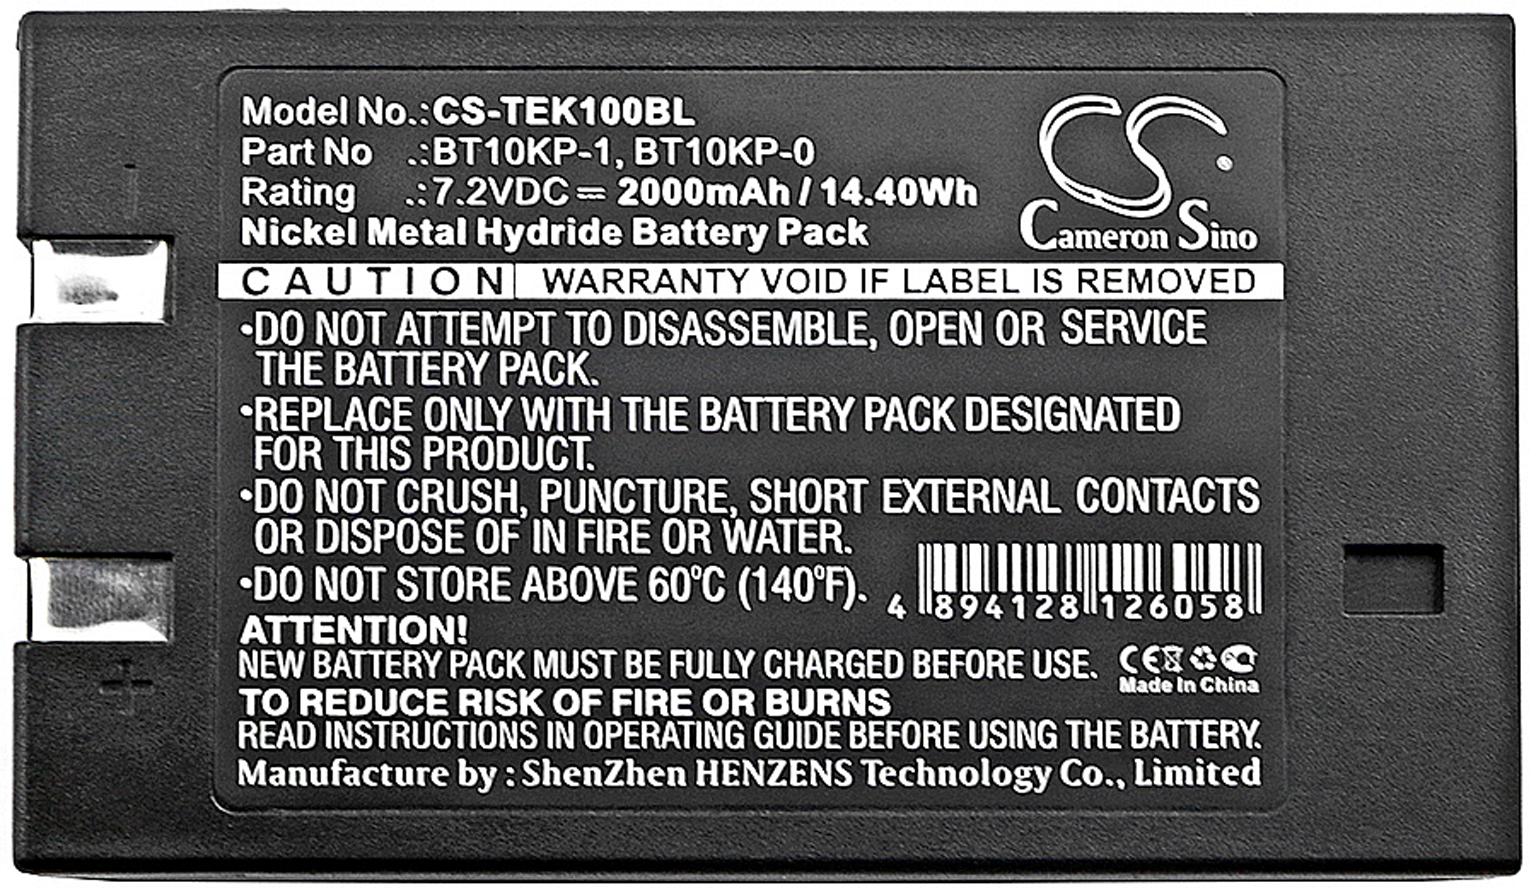 Model No.:CS-TEK100BL
Part No .:BT10KP-1, BT10KP-0
Rating .:7.2VDC⎓2000mAh / 14.40Wh
Nickel Metal Hydride Battery Pack
CS
Cameron Sino
CAUTION WARRANTY VOID IF LABEL IS REMOVED
•DO NOT ATTEMPT TO DISASSEMBLE, OPEN OR SERVICE
THE BATTERY PACK.
•REPLACE ONLY WITH THE BATTERY PACK DESIGNATED
FOR THIS PRODUCT.
•DO NOT CRUSH, PUNCTURE, SHORT EXTERNAL CONTACTS
OR DISPOSE OF IN FIRE OR WATER.
•DO NOT STORE ABOVE 60°C (140°F).
4 894128 126058
ATTENTION!
NEW BATTERY PACK MUST BE FULLY CHARGED BEFORE USE.
CE
Made In China
TO REDUCE RISK OF FIRE OR BURNS
READ INSTRUCTIONS IN OPERATING GUIDE BEFORE USING THE BATTERY.
Manufacture by : ShenZhen HENZENS Technology Co., Limited
-
+